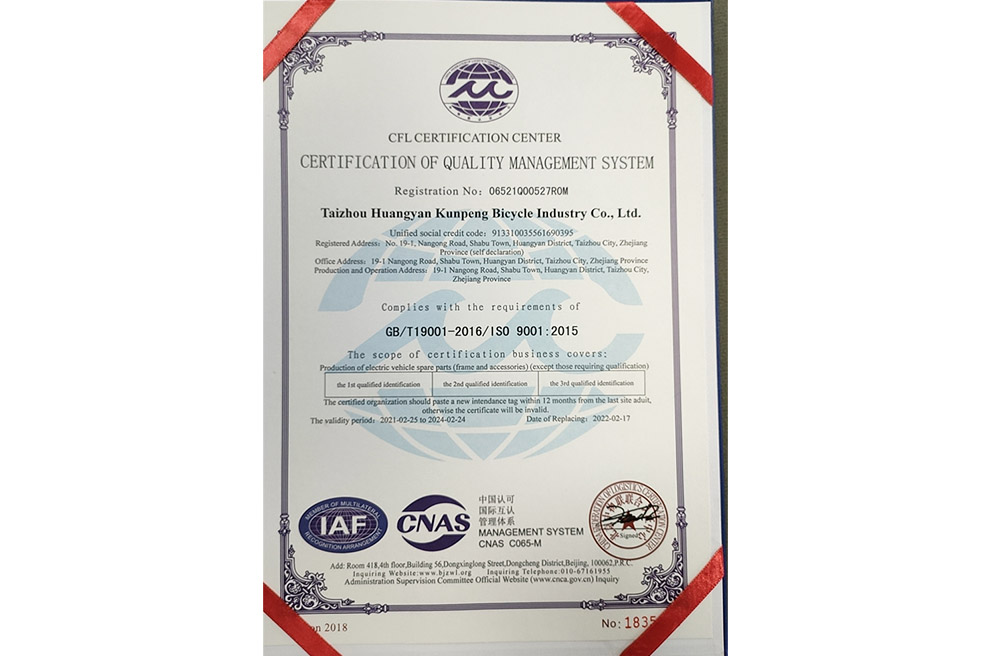 CFL CERTIFICATION CENTER
CERTIFICATION OF QUALITY MANAGEMENT SYSTEM
Registration No: 06521Q00527R0M
Taizhou Huangyan Kunpeng Bicycle Industry Co., Ltd.
Unified social credit code: 913310035561690395
Registered Address: No. 19-1, Nangong Road, Shabu Town, Huangyan District, Taizhou City, Zhejiang
Province (self declaration)
Office Address: 19-1 Nangong Road, Shabu Town, Huangyan District, Taizhou City, Zhejiang Province
Production and Operation Address: 19-1 Nangong Road, Shabu Town, Huangyan District, Taizhou City,
Zhejiang Province
Complies with the requirements of
GB/T19001-2016/ISO 9001:2015
The scope of certification business covers:
Production of electric vehicle spare parts (frame and accessories) (except those requiring qualification)
the 1st qualified identification the 2nd qualified identification the 3rd qualified identification
The certified organization should paste a new intendance tag within 12 months from the last site aduit,
otherwise the certificate will be invalid.
The validity period: 2021-02-25 to 2024-02-24 Date of Replacing: 2022-02-17
MEMBER OF MULTILATERAL
IAF
RECOGNITION ARRANGEMENT
CNAS
中国认可
国际互认
管理体系
MANAGEMENT SYSTEM
CNAS C065-M
Signed
Add: Room 418,4th floor,Building 56,Dongxinglong Street,Dongcheng District,Beijing, 100062,P.R.C.
Inquiring Website:www.bjzwl.org Inquiring Telephone:010-67161955
Administration Supervision Committee Official Website (www.cnca.gov.cn) Inquiry
on 2018
No: 1835